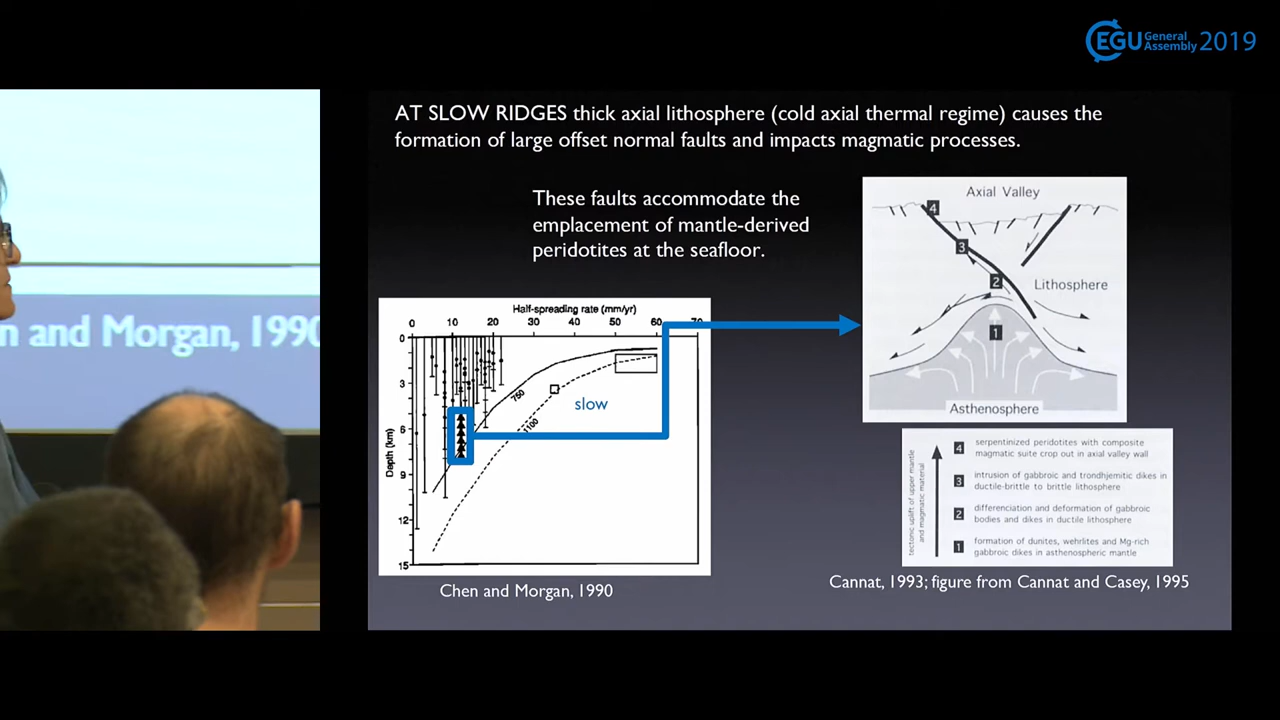 EGU General
Assembly 2019
AT SLOW RIDGES thick axial lithosphere (cold axial thermal regime) causes the
formation of large offset normal faults and impacts magmatic processes.
These faults accommodate the
emplacement of mantle-derived
peridotites at the seafloor.
Half-spreading rate (mm/yr)
0 10 20 30 40 50 60 70
0
3
6
9
12
15
Depth (km)
750
1100
slow
Chen and Morgan, 1990
Axial Valley
4
3
2
Lithosphere
1
Asthenosphere
tectonic uplift of upper mantle
and magmatic material
4 serpentinized peridotites with composite
magmatic suite crop out in axial valley wall
3 intrusion of gabbroic and trondhjemitic dikes in
ductile-brittle to brittle lithosphere
2 differenciation and deformation of gabbroic
bodies and dikes in ductile lithosphere
1 formation of dunites, wehrlites and Mg-rich
gabbroic dikes in asthenospheric mantle
Cannat, 1993; figure from Cannat and Casey, 1995
n and Morgan, 1990